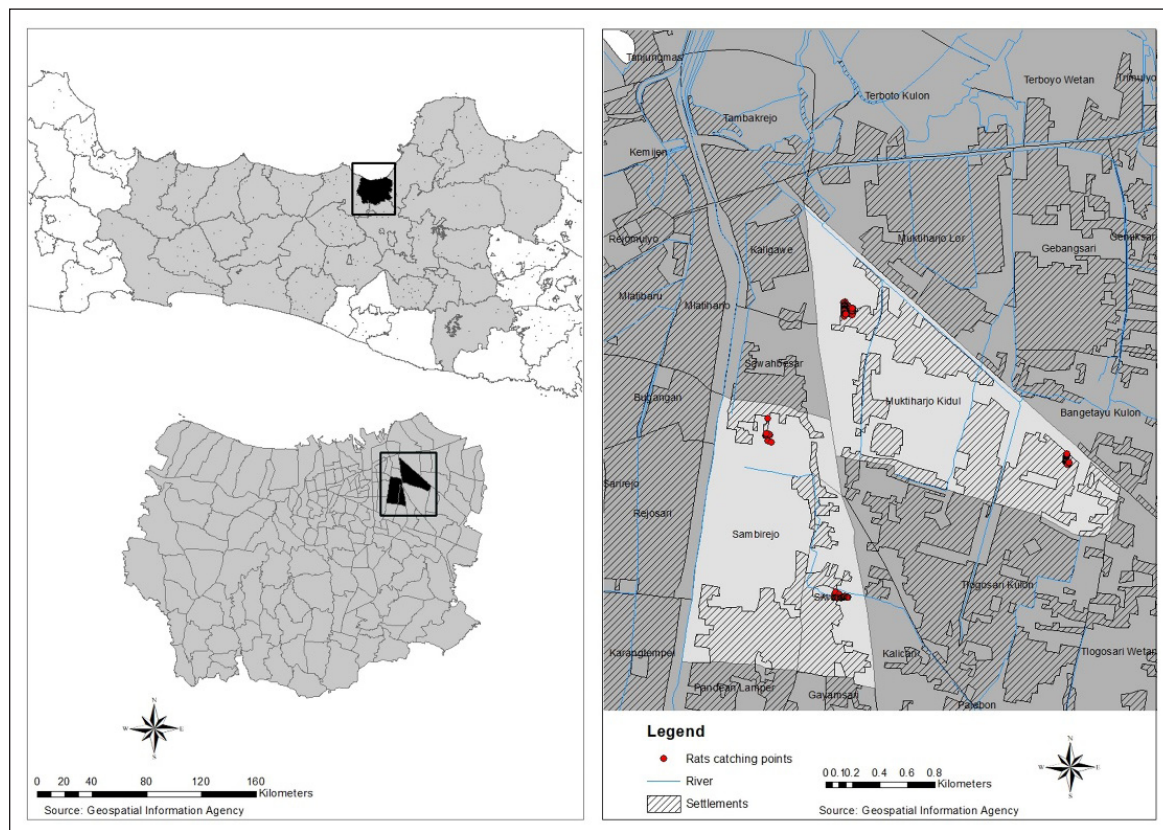 N
W
E
S
0 20 40 80 120 160
Kilometers
Source: Geospatial Information Agency
Tanjungmas
Terboyo Wetan
Trimulyo
Terboto Kulon
Tambakrejo
Kemijen
Rejomulyo
Kaligawe
Muktiharjo Lor
Gebangsari
Genuksari
Mlatibaru
Mlatiharjo
Sawahbesar
Bugangan
Muktiharjo Kidul
Bangetayu Kulon
Sarirejo
Rejosari
Sambirejo
Tlogosari Kulon
Karangtempel
Kalicari
Tlogosari Wetan
Pandean Lamper
Gayamsari
Palebon
Legend
Rats catching points
River
Settlements
N
W
E
S
0 0.1 0.2 0.4 0.6 0.8
Kilometers
Source: Geospatial Information Agency